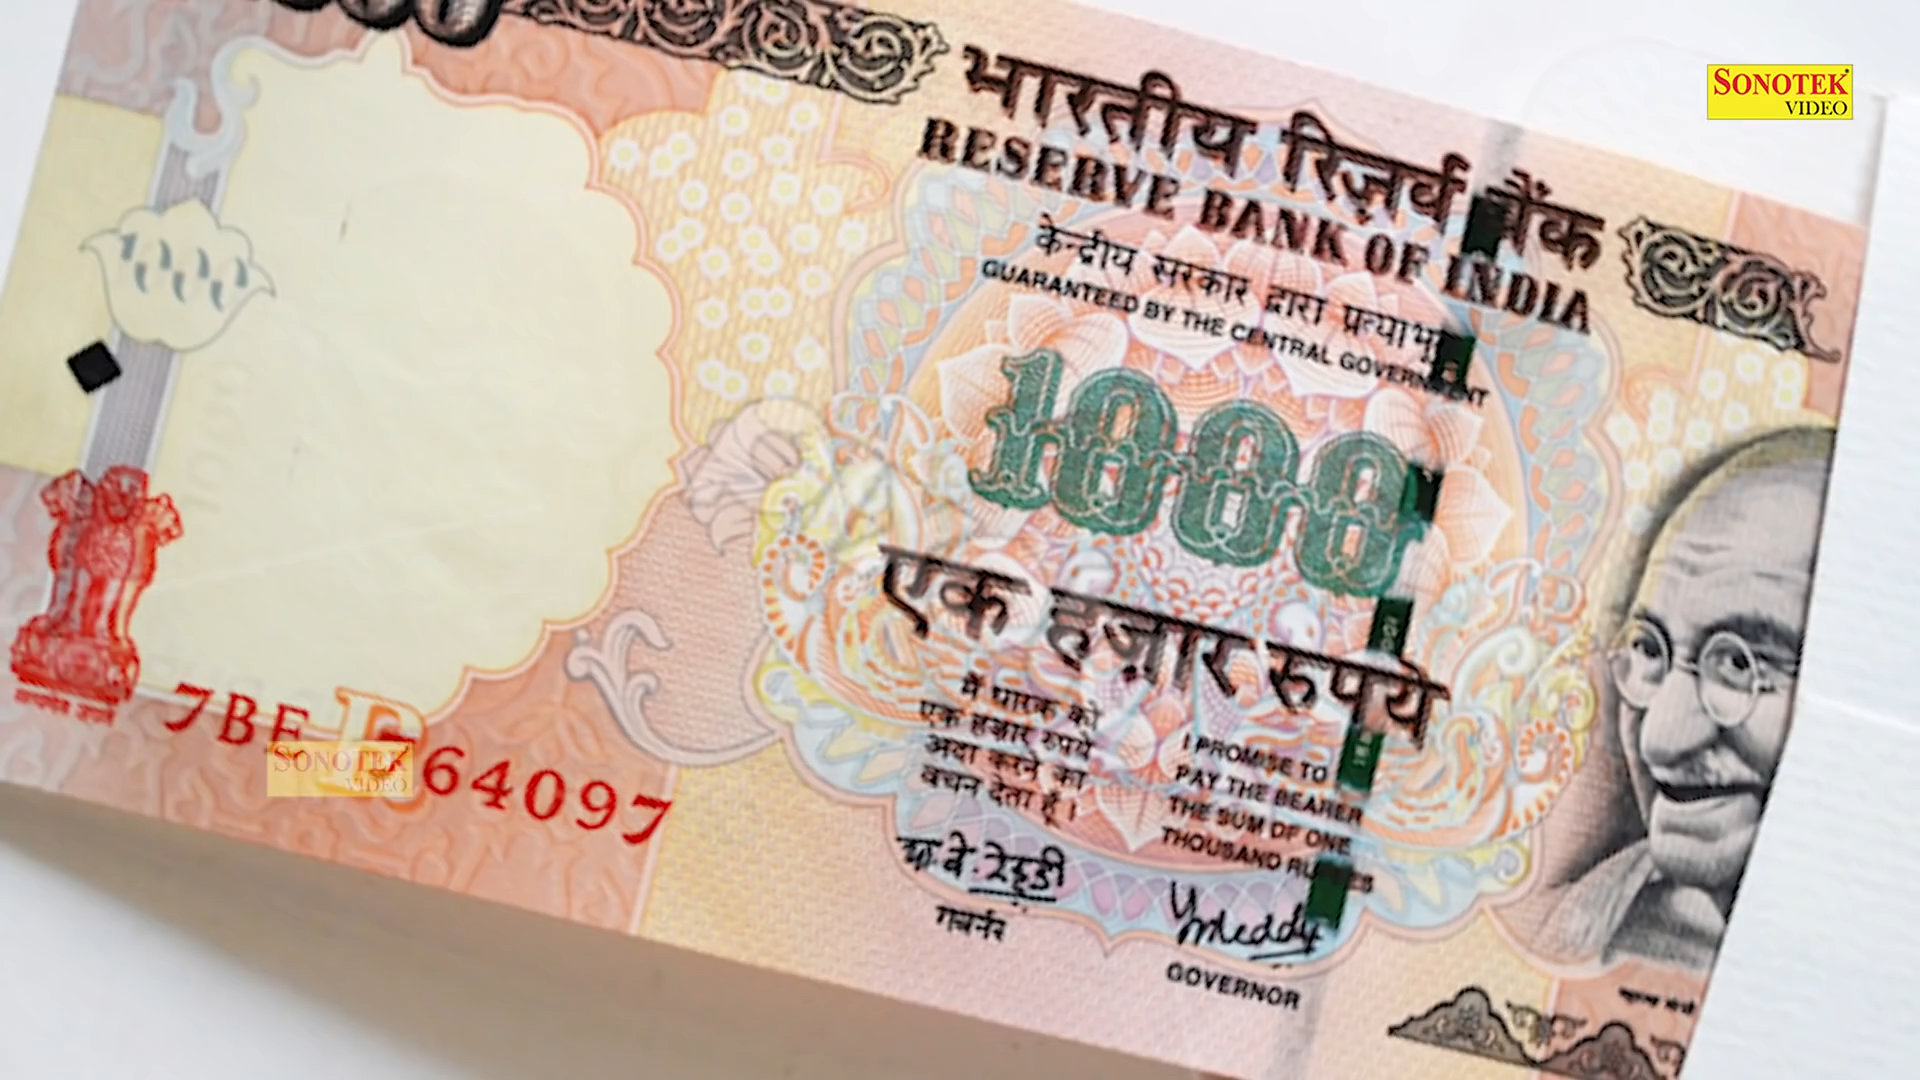 SONOTEK
VIDEO
भारतीय रिज़र्व बैंक
RESERVE BANK OF INDIA
केन्द्रीय सरकार द्वारा
GUARANTEED BY THE CENTRAL GOVERNMENT
1000
एक हज़ार रुपये
मैं धारक को
एक हज़ार रुपये
अदा करने का
वचन देता हूँ।
I PROMISE TO
PAY THE BEARER
THE SUM OF ONE
THOUSAND RUPEES
गवर्नर
GOVERNOR
7BE 64097
SONOTEK
VIDEO